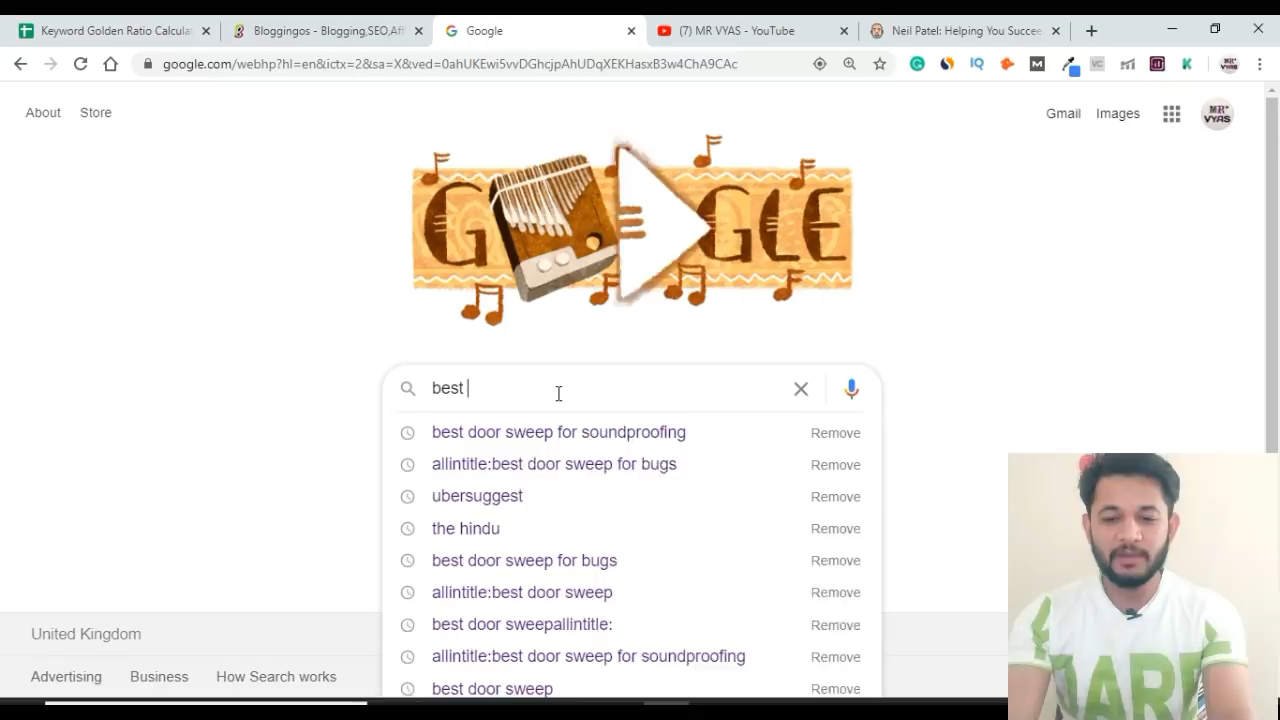 Keyword Golden Ratio Calcula
Bloggingos - Blogging,SEO,Aff
Google
(7) MR VYAS - YouTube
Neil Patel: Helping You Succee
google.com/webhp?hl=en&ictx=2&sa=X&ved=0ahUKEwi5vvDGhcjpAhUDqXEKHasxB3w4ChA9CAc
About Store
Gmail Images
MR VYAS
GOOGLE
best
best door sweep for soundproofing Remove
allintitle:best door sweep for bugs Remove
ubersuggest Remove
the hindu Remove
best door sweep for bugs Remove
allintitle:best door sweep Remove
best door sweepallintitle: Remove
allintitle:best door sweep for soundproofing Remove
best door sweep Remove
United Kingdom
Advertising Business How Search works